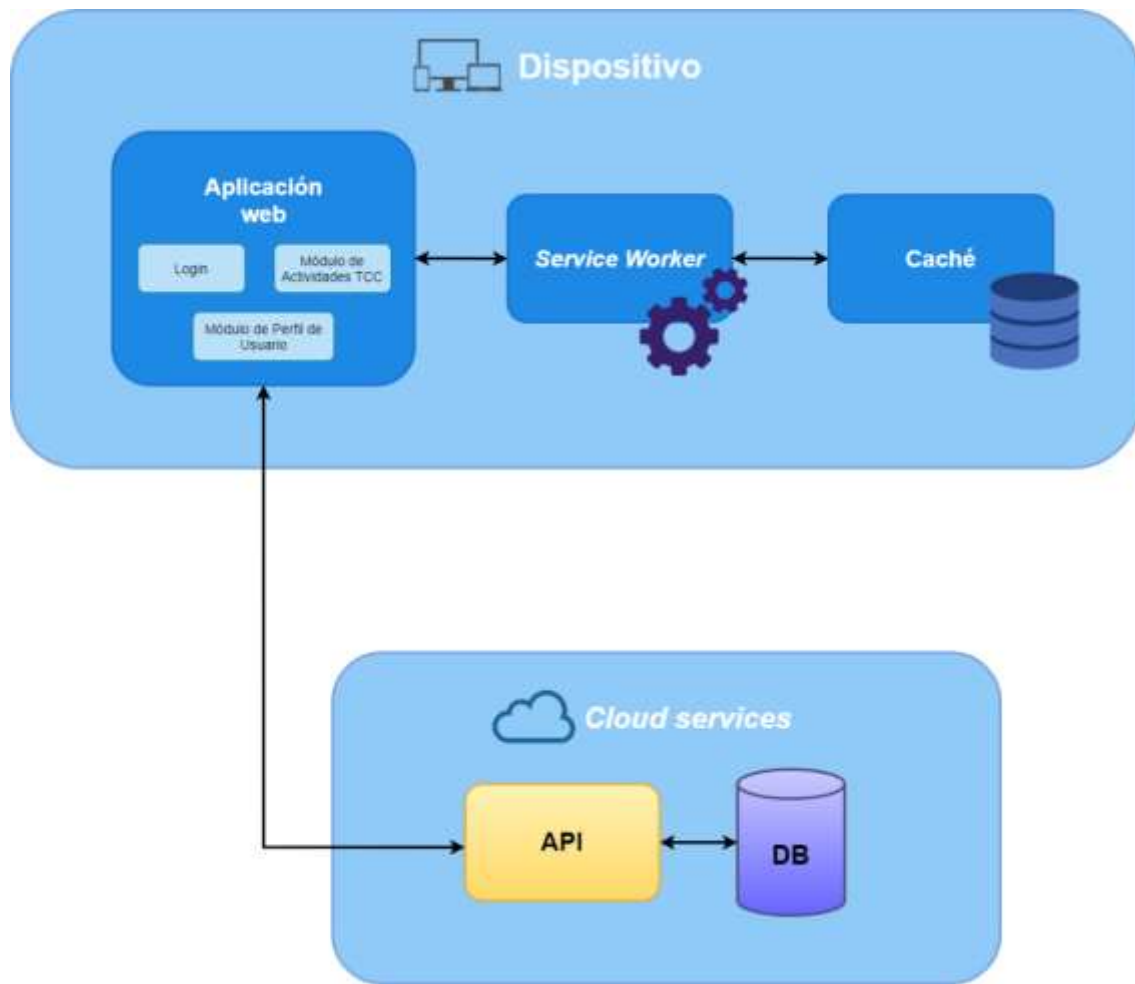 Dispositivo
Aplicación
web
Login
Módulo de
Actividades TCC
Módulo de Perfil de
Usuario
Service Worker
Caché
Cloud services
API
DB